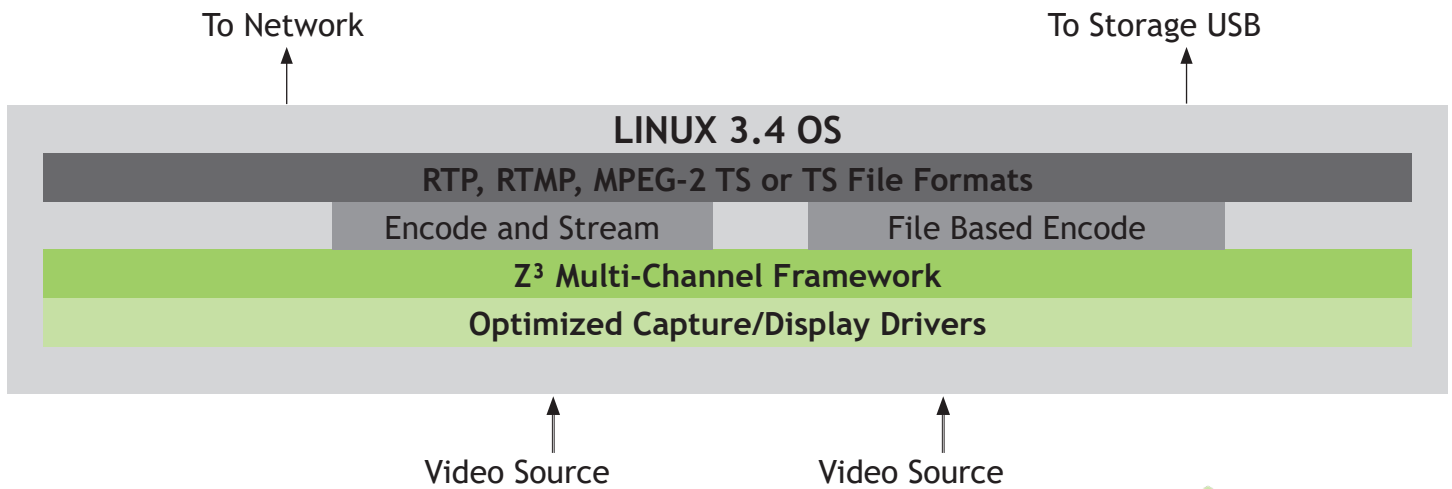 To Network
To Storage USB
LINUX 3.4 OS
RTP, RTMP, MPEG-2 TS or TS File Formats
Encode and Stream
File Based Encode
Z³ Multi-Channel Framework
Optimized Capture/Display Drivers
Video Source
Video Source